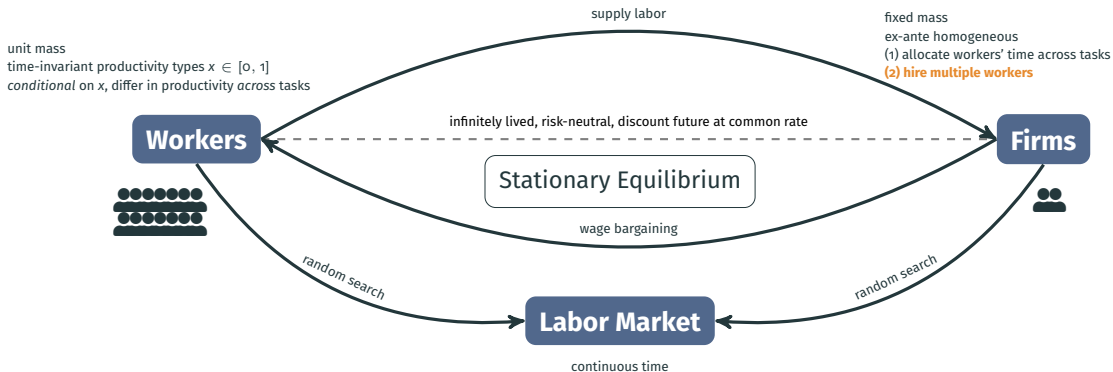 supply labor
fixed mass
ex-ante homogeneous
(1) allocate workers' time across tasks
(2) hire multiple workers
unit mass
time-invariant productivity types x ∈ [0, 1]
conditional on x, differ in productivity across tasks
infinitely lived, risk-neutral, discount future at common rate
Workers
Firms
Stationary Equilibrium
wage bargaining
random search
random search
Labor Market
continuous time